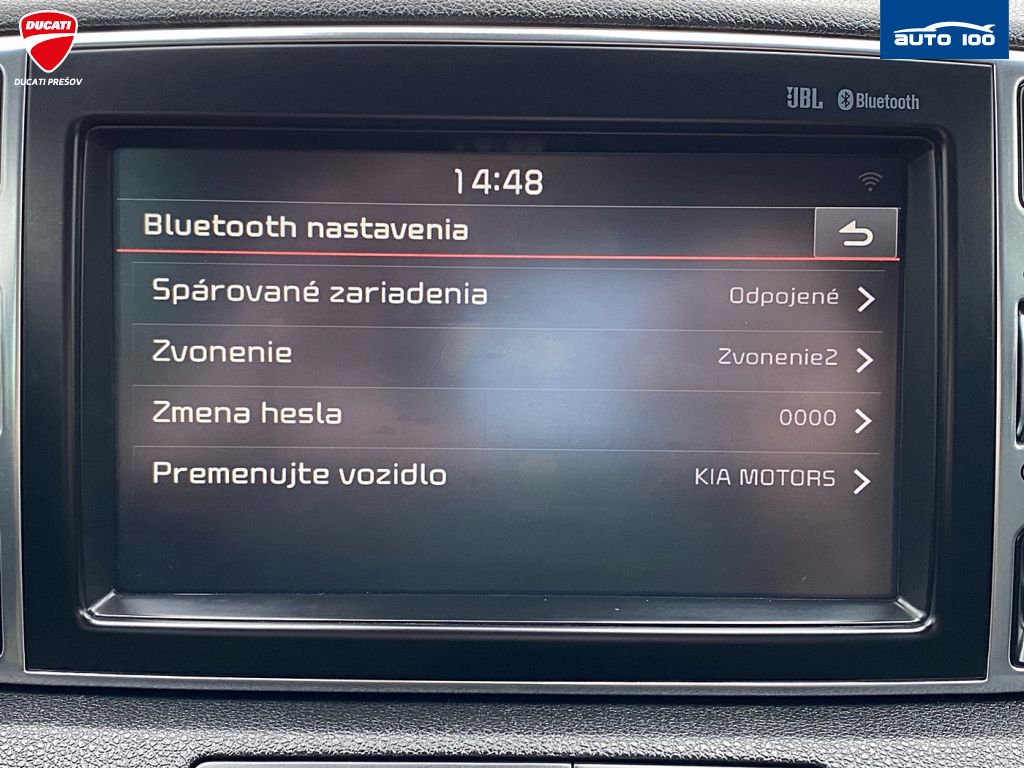 DUCATI
DUCATI PREŠOV
AUTO 100
JBL Bluetooth
14:48
Bluetooth nastavenia
Spárované zariadenia Odpojené
Zvonenie Zvonenie2
Zmena hesla 0000
Premenujte vozidlo KIA MOTORS